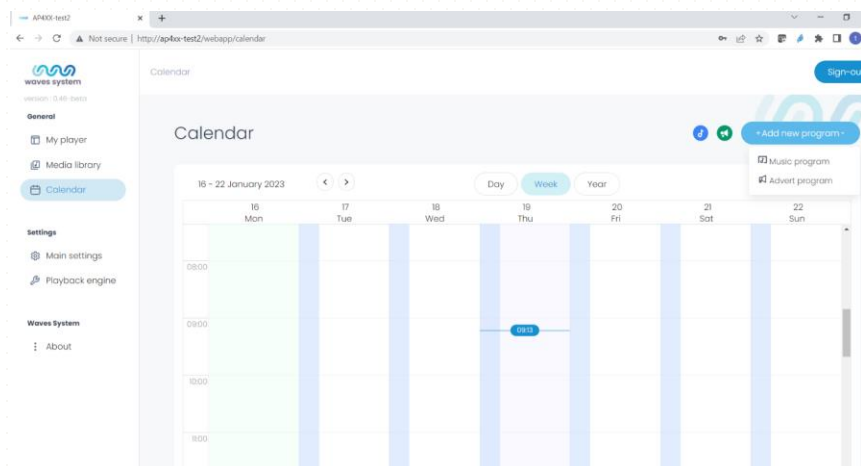 AP4XX-test2
Not secure | http://ap4xx-test2/webapp/calendar
waves system
version : 0.46-beta
General
My player
Media library
Calendar
Settings
Main settings
Playback engine
Waves System
About
Calendar
Sign-ou
Calendar
+Add new program
Music program
Advert program
16 - 22 January 2023
Day Week Year
16 17 18 19 20 21 22
Mon Tue Wed Thu Fri Sat Sun
08:00
09:00
09:13
10:00
11:00